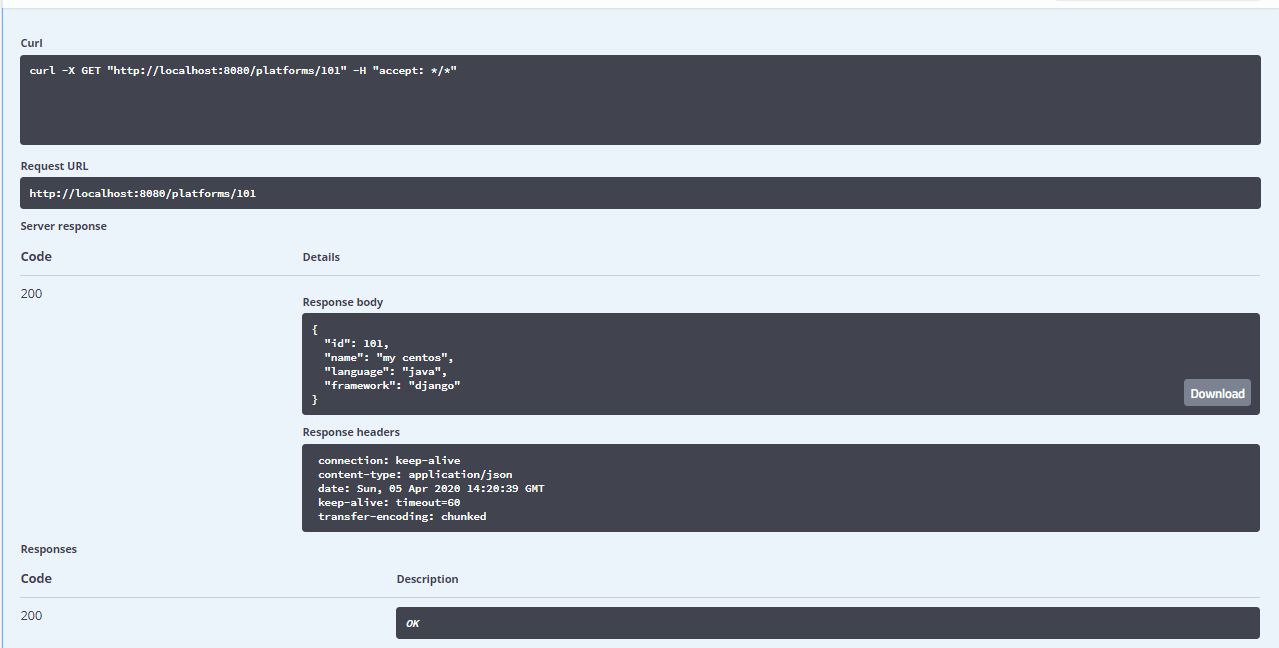 Curl
curl -X GET "http://localhost:8080/platforms/101" -H "accept: */*"
Request URL
http://localhost:8080/platforms/101
Server response
Code Details
200
Response body
{
"id": 101,
"name": "my centos",
"language": "java",
"framework": "django"
}
Download
Response headers
connection: keep-alive
content-type: application/json
date: Sun, 05 Apr 2020 14:20:39 GMT
keep-alive: timeout=60
transfer-encoding: chunked
Responses
Code Description
200 OK